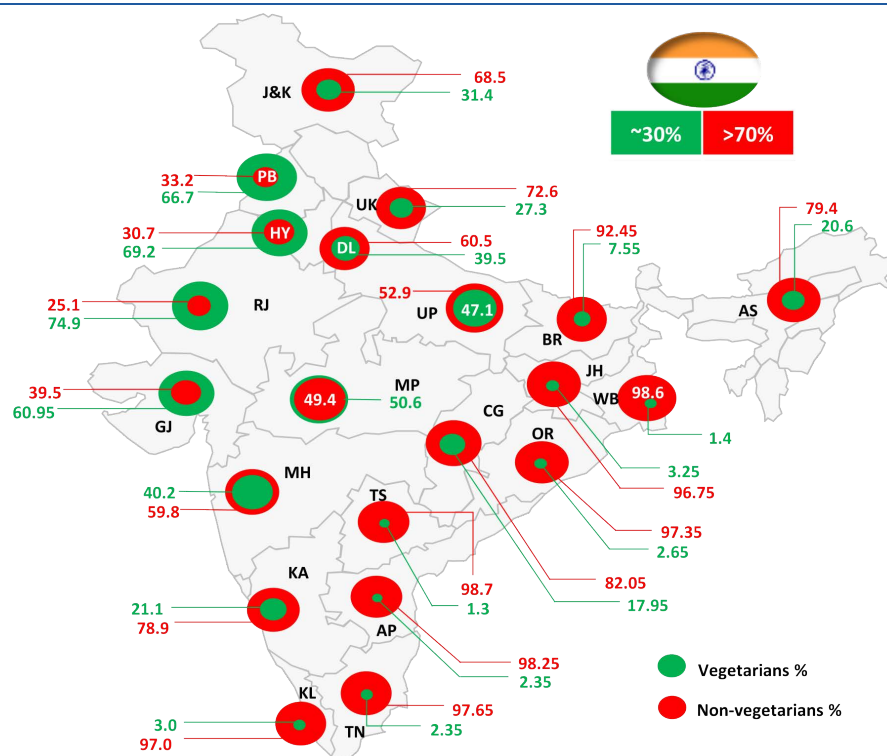 68.5
J&K
31.4
~30%
>70%
PB
33.2
66.7
72.6
UK
27.3
79.4
20.6
30.7
HY
69.2
60.5
DL
39.5
92.45
7.55
25.1
RJ
74.9
52.9
47.1
UP
BR
AS
JH
MP
39.5
49.4
50.6
60.95
GJ
98.6
WB
CG
1.4
OR
3.25
96.75
MH
40.2
59.8
TS
97.35
2.65
KA
98.7
1.3
82.05
17.95
21.1
78.9
AP
98.25
2.35
Vegetarians %
KL
97.65
Non-vegetarians %
3.0
TN
2.35
97.0